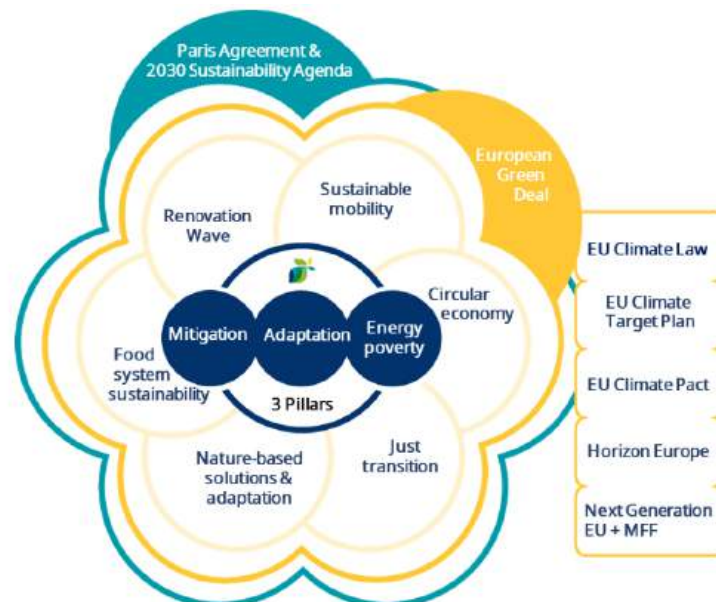 Paris Agreement &
2030 Sustainability Agenda
European
Green
Deal
Sustainable
mobility
Renovation
Wave
Circular
economy
Mitigation
Adaptation
Energy
poverty
3 Pillars
Food
system
sustainability
Nature-based
solutions &
adaptation
Just
transition
EU Climate Law
EU Climate
Target Plan
EU Climate Pact
Horizon Europe
Next Generation
EU + MFF